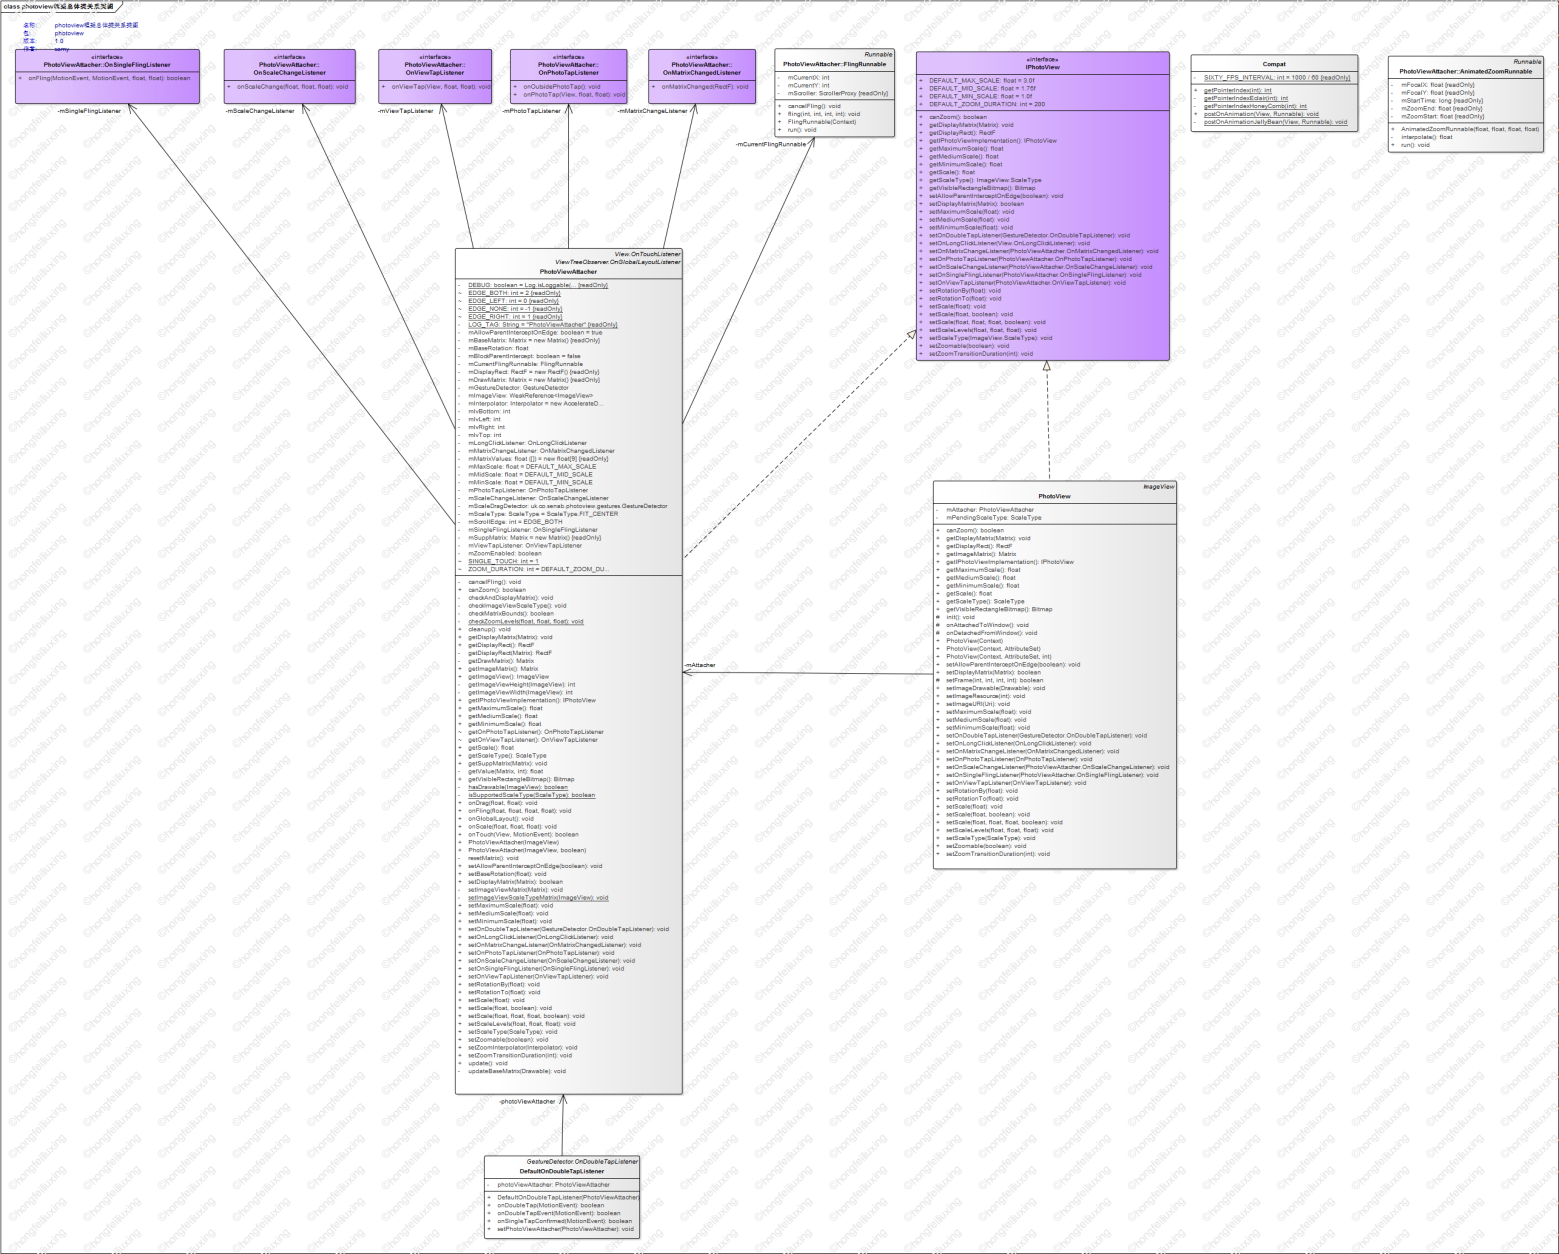 class photoview模块总体类关系类图
名称: photoview模块总体类关系类图
包: photoview
版本: 1.0
作者: samy
«interface»
PhotoViewAttacher::OnSingleFlingListener
+ onFling(MotionEvent, MotionEvent, float, float): boolean
«interface»
PhotoViewAttacher::
OnScaleChangeListener
+ onScaleChange(float, float, float): void
«interface»
PhotoViewAttacher::
OnViewTapListener
+ onViewTap(View, float, float): void
«interface»
PhotoViewAttacher::
OnPhotoTapListener
+ onOutsidePhotoTap(): void
+ onPhotoTap(View, float, float): void
«interface»
PhotoViewAttacher::
OnMatrixChangedListener
+ onMatrixChanged(RectF): void
Runnable
PhotoViewAttacher::FlingRunnable
- mCurrentX: int
- mCurrentY: int
- mScroller: ScrollerProxy {readOnly}
+ cancelFling(): void
+ fling(int, int, int, int): void
+ FlingRunnable(Context)
+ run(): void
«interface»
IPhotoView
+ DEFAULT_MAX_SCALE: float = 3.0f
+ DEFAULT_MID_SCALE: float = 1.75f
+ DEFAULT_MIN_SCALE: float = 1.0f
+ DEFAULT_ZOOM_DURATION: int = 200
+ canZoom(): boolean
+ getDisplayMatrix(Matrix): void
+ getDisplayRect(): RectF
+ getIPhotoViewImplementation(): IPhotoView
+ getMaximumScale(): float
+ getMediumScale(): float
+ getMinimumScale(): float
+ getScale(): float
+ getScaleType(): ImageView.ScaleType
+ getVisibleRectangleBitmap(): Bitmap
+ setAllowParentInterceptOnEdge(boolean): void
+ setDisplayMatrix(Matrix): boolean
+ setMaximumScale(float): void
+ setMediumScale(float): void
+ setMinimumScale(float): void
+ setOnDoubleTapListener(GestureDetector.OnDoubleTapListener): void
+ setOnLongClickListener(View.OnLongClickListener): void
+ setOnMatrixChangeListener(PhotoViewAttacher.OnMatrixChangedListener): void
+ setOnPhotoTapListener(PhotoViewAttacher.OnPhotoTapListener): void
+ setOnScaleChangeListener(PhotoViewAttacher.OnScaleChangeListener): void
+ setOnSingleFlingListener(PhotoViewAttacher.OnSingleFlingListener): void
+ setOnViewTapListener(PhotoViewAttacher.OnViewTapListener): void
+ setRotationBy(float): void
+ setRotationTo(float): void
+ setScale(float): void
+ setScale(float, boolean): void
+ setScale(float, float, float, boolean): void
+ setScaleLevels(float, float, float): void
+ setScaleType(ImageView.ScaleType): void
+ setZoomable(boolean): void
+ setZoomTransitionDuration(int): void
Compat
- SIXTY_FPS_INTERVAL: int = 1000 / 60 {readOnly}
+ getPointerIndex(int): int
- getPointerIndexEclair(int): int
- getPointerIndexHoneyComb(int): int
+ postOnAnimation(View, Runnable): void
- postOnAnimationJellyBean(View, Runnable): void
Runnable
PhotoViewAttacher::AnimatedZoomRunnable
- mFocalX: float {readOnly}
- mFocalY: float {readOnly}
- mStartTime: long {readOnly}
- mZoomEnd: float {readOnly}
- mZoomStart: float {readOnly}
+ AnimatedZoomRunnable(float, float, float, float)
- interpolate(): float
+ run(): void
-mSingleFlingListener
-mScaleChangeListener
-mViewTapListener
-mPhotoTapListener
-mMatrixChangeListener
-mCurrentFlingRunnable
View.OnTouchListener
ViewTreeObserver.OnGlobalLayoutListener
PhotoViewAttacher
- DEBUG: boolean = Log.isLoggable(... {readOnly}
~ EDGE_BOTH: int = 2 {readOnly}
~ EDGE_LEFT: int = 0 {readOnly}
~ EDGE_NONE: int = -1 {readOnly}
~ EDGE_RIGHT: int = 1 {readOnly}
- LOG_TAG: String = "PhotoViewAttacher" {readOnly}
- mAllowParentInterceptOnEdge: boolean = true
- mBaseMatrix: Matrix = new Matrix() {readOnly}
- mBaseRotation: float
- mBlockParentIntercept: boolean = false
- mCurrentFlingRunnable: FlingRunnable
- mDisplayRect: RectF = new RectF() {readOnly}
- mDrawMatrix: Matrix = new Matrix() {readOnly}
- mGestureDetector: GestureDetector
- mImageView: WeakReference<ImageView>
- mInterpolator: Interpolator = new AccelerateD...
- mIvBottom: int
- mIvLeft: int
- mIvRight: int
- mIvTop: int
- mLongClickListener: OnLongClickListener
- mMatrixChangeListener: OnMatrixChangedListener
- mMatrixValues: float ([]) = new float[9] {readOnly}
- mMaxScale: float = DEFAULT_MAX_SCALE
- mMidScale: float = DEFAULT_MID_SCALE
- mMinScale: float = DEFAULT_MIN_SCALE
- mPhotoTapListener: OnPhotoTapListener
- mScaleChangeListener: OnScaleChangeListener
- mScaleDragDetector: uk.co.senab.photoview.gestures.GestureDetector
- mScaleType: ScaleType = ScaleType.FIT_CENTER
- mScrollEdge: int = EDGE_BOTH
- mSingleFlingListener: OnSingleFlingListener
- mSuppMatrix: Matrix = new Matrix() {readOnly}
- mViewTapListener: OnViewTapListener
- mZoomEnabled: boolean
~ SINGLE_TOUCH: int = 1
~ ZOOM_DURATION: int = DEFAULT_ZOOM_DU...
- cancelFling(): void
+ canZoom(): boolean
- checkAndDisplayMatrix(): void
- checkImageViewScaleType(): void
- checkMatrixBounds(): boolean
- checkZoomLevels(float, float, float): void
+ cleanup(): void
+ getDisplayMatrix(Matrix): void
+ getDisplayRect(): RectF
- getDisplayRect(Matrix): RectF
- getDrawMatrix(): Matrix
+ getImageMatrix(): Matrix
+ getImageView(): ImageView
- getImageViewHeight(ImageView): int
- getImageViewWidth(ImageView): int
+ getIPhotoViewImplementation(): IPhotoView
+ getMaximumScale(): float
+ getMediumScale(): float
+ getMinimumScale(): float
~ getOnPhotoTapListener(): OnPhotoTapListener
~ getOnViewTapListener(): OnViewTapListener
+ getScale(): float
+ getScaleType(): ScaleType
+ getSuppMatrix(Matrix): void
- getValue(Matrix, int): float
+ getVisibleRectangleBitmap(): Bitmap
- hasDrawable(ImageView): boolean
- isSupportedScaleType(ScaleType): boolean
+ onDrag(float, float): void
+ onFling(float, float, float, float): void
+ onGlobalLayout(): void
+ onScale(float, float, float): void
+ onTouch(View, MotionEvent): boolean
+ PhotoViewAttacher(ImageView)
+ PhotoViewAttacher(ImageView, boolean)
- resetMatrix(): void
+ setAllowParentInterceptOnEdge(boolean): void
+ setBaseRotation(float): void
+ setDisplayMatrix(Matrix): boolean
- setImageViewMatrix(Matrix): void
- setImageViewScaleTypeMatrix(ImageView): void
+ setMaximumScale(float): void
+ setMediumScale(float): void
+ setMinimumScale(float): void
+ setOnDoubleTapListener(GestureDetector.OnDoubleTapListener): void
+ setOnLongClickListener(OnLongClickListener): void
+ setOnMatrixChangeListener(OnMatrixChangedListener): void
+ setOnPhotoTapListener(OnPhotoTapListener): void
+ setOnScaleChangeListener(OnScaleChangeListener): void
+ setOnSingleFlingListener(OnSingleFlingListener): void
+ setOnViewTapListener(OnViewTapListener): void
+ setRotationBy(float): void
+ setRotationTo(float): void
+ setScale(float): void
+ setScale(float, boolean): void
+ setScale(float, float, float, boolean): void
+ setScaleLevels(float, float, float): void
+ setScaleType(ScaleType): void
+ setZoomable(boolean): void
+ setZoomInterpolator(Interpolator): void
+ setZoomTransitionDuration(int): void
+ update(): void
- updateBaseMatrix(Drawable): void
ImageView
PhotoView
- mAttacher: PhotoViewAttacher
- mPendingScaleType: ScaleType
+ canZoom(): boolean
+ getDisplayMatrix(Matrix): void
+ getDisplayRect(): RectF
+ getImageMatrix(): Matrix
+ getIPhotoViewImplementation(): IPhotoView
+ getMaximumScale(): float
+ getMediumScale(): float
+ getMinimumScale(): float
+ getScale(): float
+ getScaleType(): ScaleType
+ getVisibleRectangleBitmap(): Bitmap
# init(): void
# onAttachedToWindow(): void
# onDetachedFromWindow(): void
+ PhotoView(Context)
+ PhotoView(Context, AttributeSet)
+ PhotoView(Context, AttributeSet, int)
+ setAllowParentInterceptOnEdge(boolean): void
+ setDisplayMatrix(Matrix): boolean
# setFrame(int, int, int, int): boolean
+ setImageDrawable(Drawable): void
+ setImageResource(int): void
+ setImageURI(Uri): void
+ setMaximumScale(float): void
+ setMediumScale(float): void
+ setMinimumScale(float): void
+ setOnDoubleTapListener(GestureDetector.OnDoubleTapListener): void
+ setOnLongClickListener(OnLongClickListener): void
+ setOnMatrixChangeListener(OnMatrixChangedListener): void
+ setOnPhotoTapListener(OnPhotoTapListener): void
+ setOnScaleChangeListener(PhotoViewAttacher.OnScaleChangeListener): void
+ setOnSingleFlingListener(PhotoViewAttacher.OnSingleFlingListener): void
+ setOnViewTapListener(OnViewTapListener): void
+ setRotationBy(float): void
+ setRotationTo(float): void
+ setScale(float): void
+ setScale(float, boolean): void
+ setScale(float, float, float, boolean): void
+ setScaleLevels(float, float, float): void
+ setScaleType(ScaleType): void
+ setZoomable(boolean): void
+ setZoomTransitionDuration(int): void
-mAttacher
-photoViewAttacher
GestureDetector.OnDoubleTapListener
DefaultOnDoubleTapListener
- photoViewAttacher: PhotoViewAttacher
+ DefaultOnDoubleTapListener(PhotoViewAttacher)
+ onDoubleTap(MotionEvent): boolean
+ onDoubleTapEvent(MotionEvent): boolean
+ onSingleTapConfirmed(MotionEvent): boolean
+ setPhotoViewAttacher(PhotoViewAttacher): void